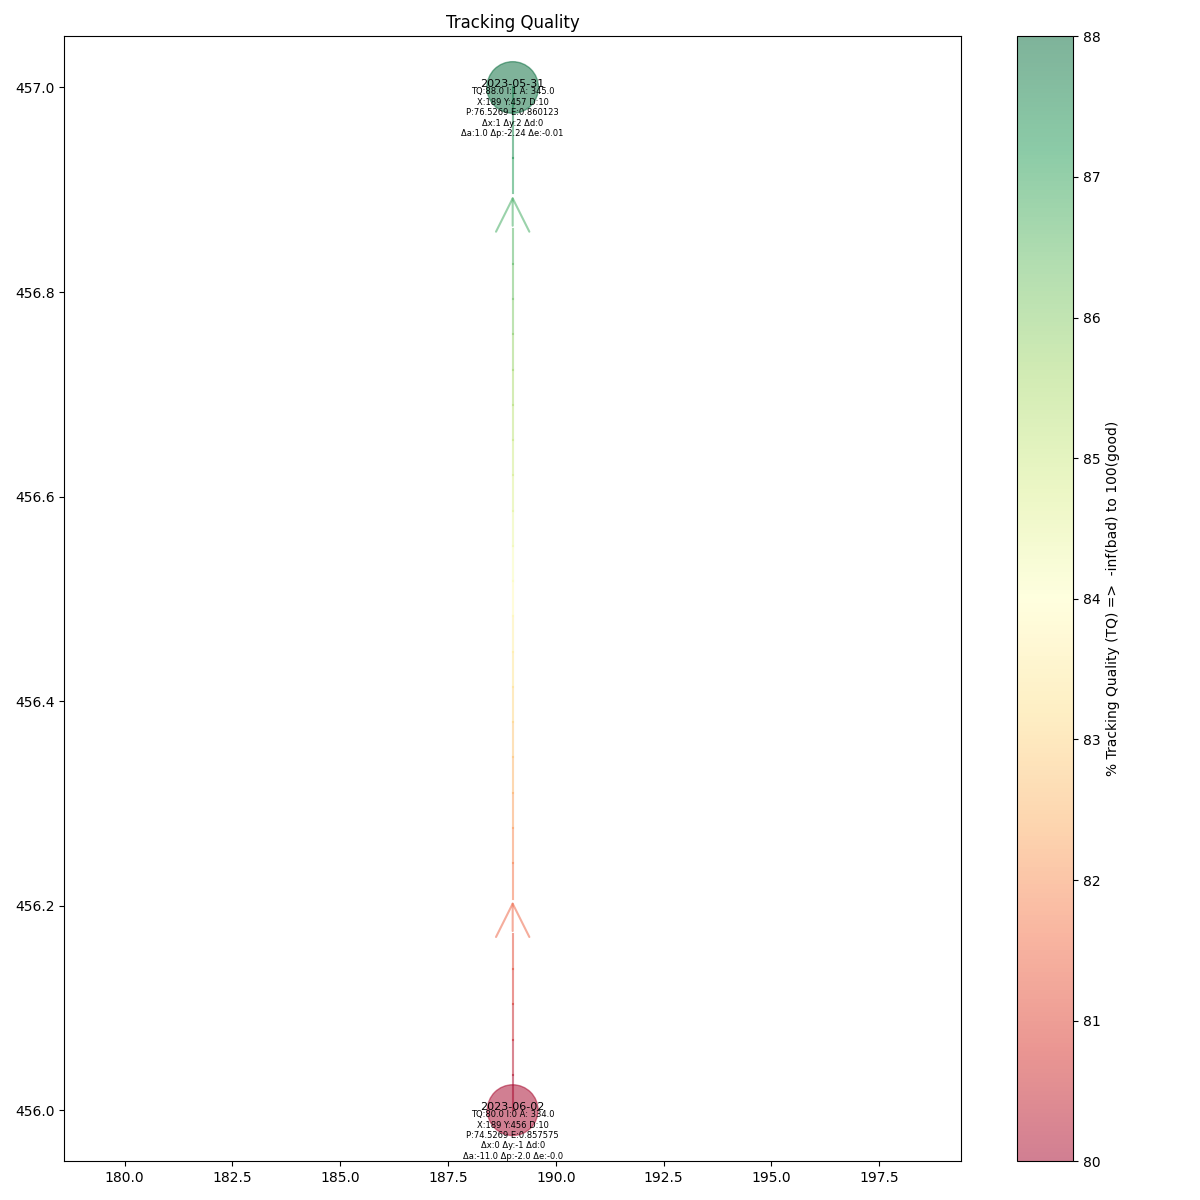 Tracking Quality
457.0
456.8
456.6
456.4
456.2
456.0
2023-05-31
TQ:88.0 I:1 A: 345.0
X:189 Y:457 D:10
P:76.5269 E:0.860123
Δx:1 Δy:2 Δd:0
Δa:1.0 Δp:-2.24 Δe:-0.01
2023-06-02
TQ:80.0 I:0 A: 334.0
X:189 Y:456 D:10
P:74.5269 E:0.857575
Δx:0 Δy:-1 Δd:0
Δa:-11.0 Δp:-2.0 Δe:-0.0
180.0 182.5 185.0 187.5 190.0 192.5 195.0 197.5
88
87
86
85
84
83
82
81
80
% Tracking Quality (TQ) => -inf(bad) to 100(good)